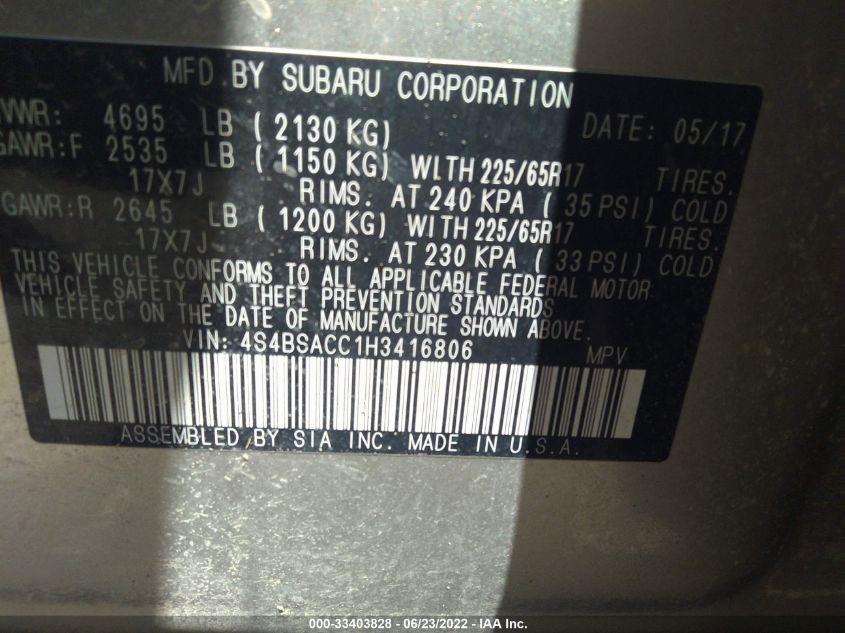 MFD BY SUBARU CORPORATION
VWR: 4695 LB ( 2130 KG) DATE: 05/17
GAWR:F 2535 LB ( 1150 KG) WITH 225/65R17 TIRES.
17X7J RIMS. AT 240 KPA ( 35 PSI) COLD
GAWR:R 2645 LB ( 1200 KG) WITH 225/65R17 TIRES.
17X7J RIMS. AT 230 KPA ( 33 PSI) COLD
THIS VEHICLE CONFORMS TO ALL APPLICABLE FEDERAL MOTOR
VEHICLE SAFETY AND THEFT PREVENTION STANDARDS
IN EFFECT ON THE DATE OF MANUFACTURE SHOWN ABOVE.
VIN: 4S4BSACC1H3416806 MPV
ASSEMBLED BY SIA INC. MADE IN U.S.A.
000-33403828 - 06/23/2022 - IAA Inc.